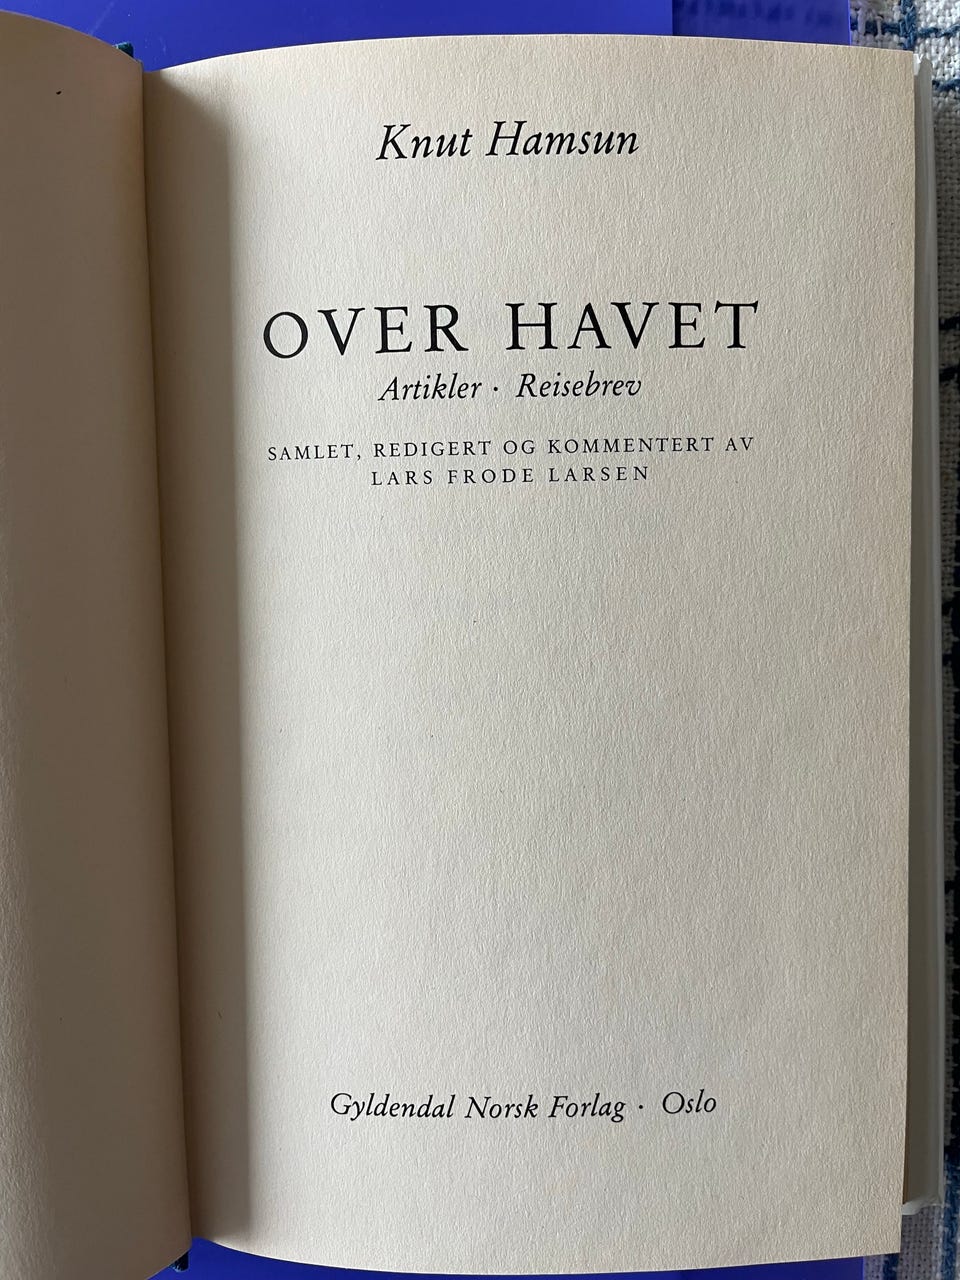 Knut Hamsun
OVER HAVET
Artikler · Reisebrev
SAMLET, REDIGERT OG KOMMENTERT AV
LARS FRODE LARSEN
Gyldendal Norsk Forlag · Oslo